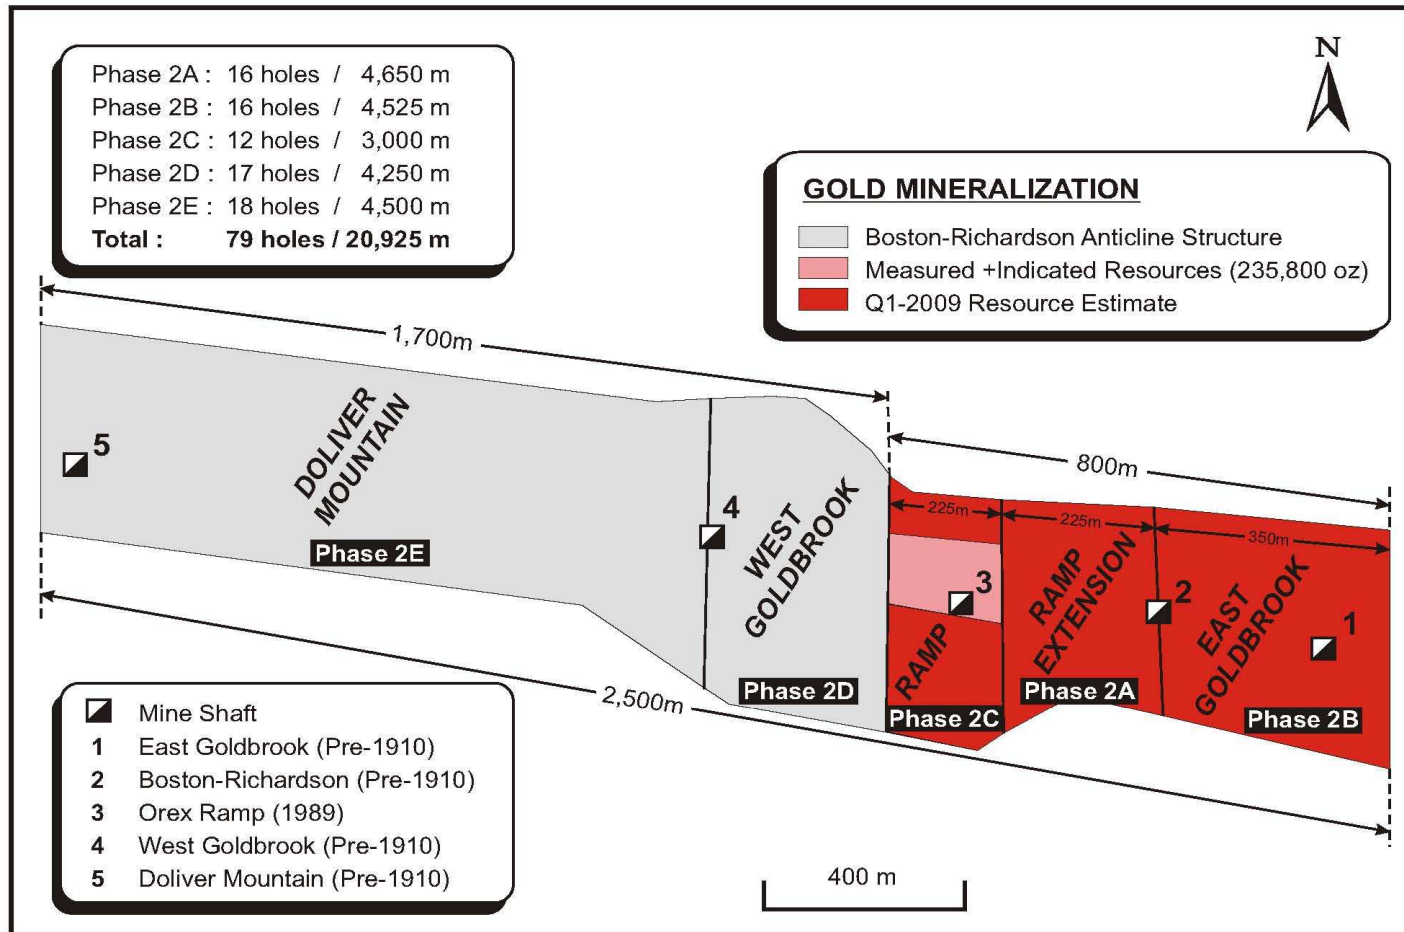 Phase 2A : 16 holes / 4,650 m
Phase 2B : 16 holes / 4,525 m
Phase 2C : 12 holes / 3,000 m
Phase 2D : 17 holes / 4,250 m
Phase 2E : 18 holes / 4,500 m
Total : 79 holes / 20,925 m
N
GOLD MINERALIZATION
Boston-Richardson Anticline Structure
Measured +Indicated Resources (235,800 oz)
Q1-2009 Resource Estimate
1,700m
800m
225m
225m
350m
5
DOLIVER
MOUNTAIN
Phase 2E
4
WEST
GOLDBROOK
Phase 2D
3
RAMP
Phase 2C
RAMP
EXTENSION
Phase 2A
2
EAST
GOLDBROOK
1
Phase 2B
2,500m
Mine Shaft
1 East Goldbrook (Pre-1910)
2 Boston-Richardson (Pre-1910)
3 Orex Ramp (1989)
4 West Goldbrook (Pre-1910)
5 Doliver Mountain (Pre-1910)
400 m